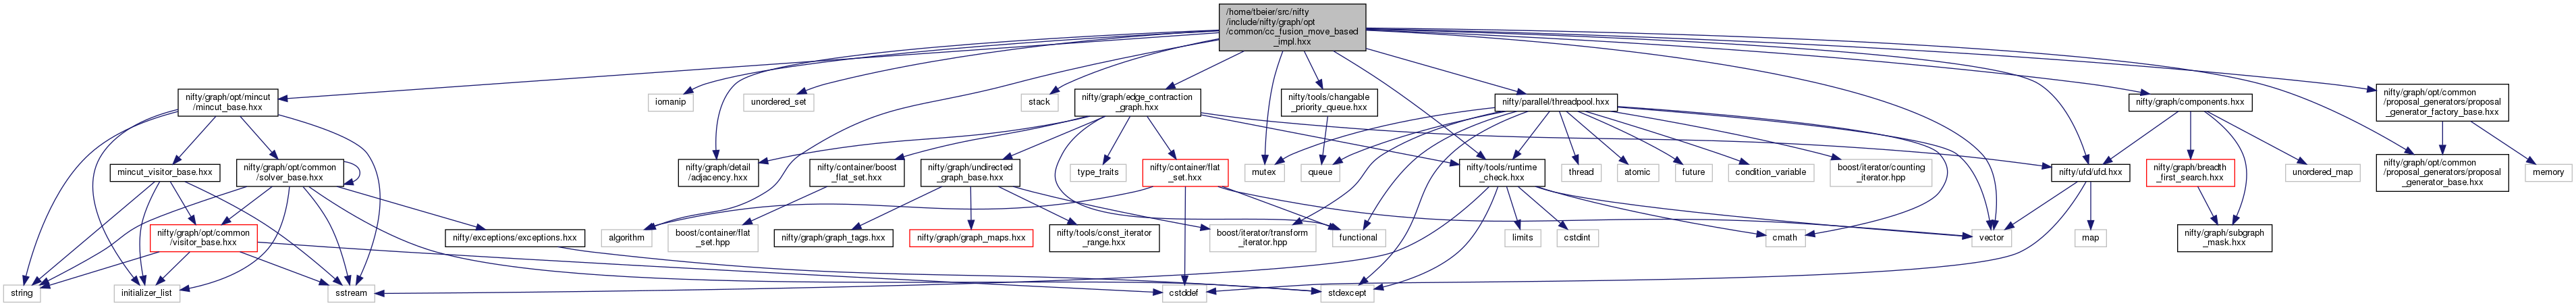 /home/tbeier/src/nifty
/include/nifty/graph/opt
/common/cc_fusion_move_based
_impl.hxx
nifty/graph/opt/mincut
/mincut_base.hxx
iomanip
unordered_set
stack
nifty/graph/edge_contraction
_graph.hxx
nifty/tools/changable
_priority_queue.hxx
nifty/parallel/threadpool.hxx
nifty/graph/components.hxx
nifty/graph/opt/common
/proposal_generators/proposal
_generator_factory_base.hxx
mincut_visitor_base.hxx
nifty/graph/opt/common
/solver_base.hxx
nifty/graph/detail
/adjacency.hxx
nifty/container/boost
_flat_set.hxx
nifty/graph/undirected
_graph_base.hxx
type_traits
nifty/container/flat
_set.hxx
mutex
queue
nifty/tools/runtime
_check.hxx
thread
atomic
future
condition_variable
boost/iterator/counting
_iterator.hpp
nifty/ufd/ufd.hxx
nifty/graph/breadth
_first_search.hxx
unordered_map
nifty/graph/opt/common
/proposal_generators/proposal
_generator_base.hxx
memory
nifty/graph/opt/common
/visitor_base.hxx
nifty/exceptions/exceptions.hxx
algorithm
boost/container/flat
_set.hpp
nifty/graph/graph_tags.hxx
nifty/graph/graph_maps.hxx
nifty/tools/const_iterator
_range.hxx
boost/iterator/transform
_iterator.hpp
functional
limits
cstdint
cmath
vector
map
nifty/graph/subgraph
_mask.hxx
string
initializer_list
sstream
cstddef
stdexcept